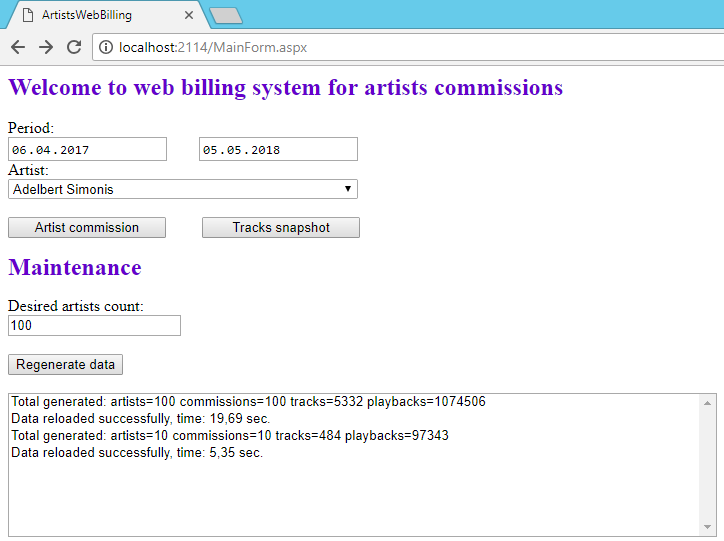 ArtistsWebBilling
localhost:2114/MainForm.aspx
Welcome to web billing system for artists commissions
Period:
06.04.2017 05.05.2018
Artist:
Adelbert Simonis
Artist commission Tracks snapshot
Maintenance
Desired artists count:
100
Regenerate data
Total generated: artists=100 commissions=100 tracks=5332 playbacks=1074506
Data reloaded successfully, time: 19,69 sec.
Total generated: artists=10 commissions=10 tracks=484 playbacks=97343
Data reloaded successfully, time: 5,35 sec.